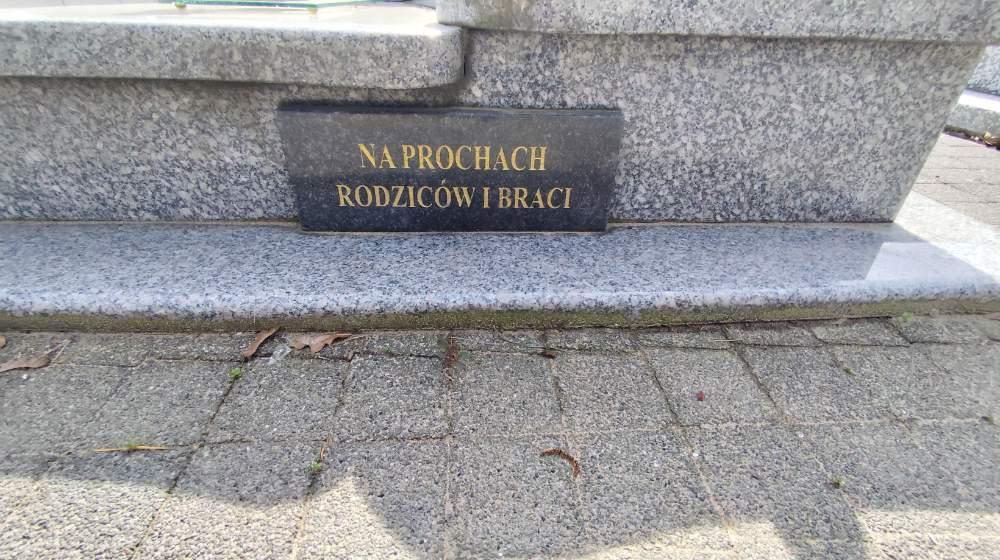 NA PROCHACH
RODZICÓW I BRACI